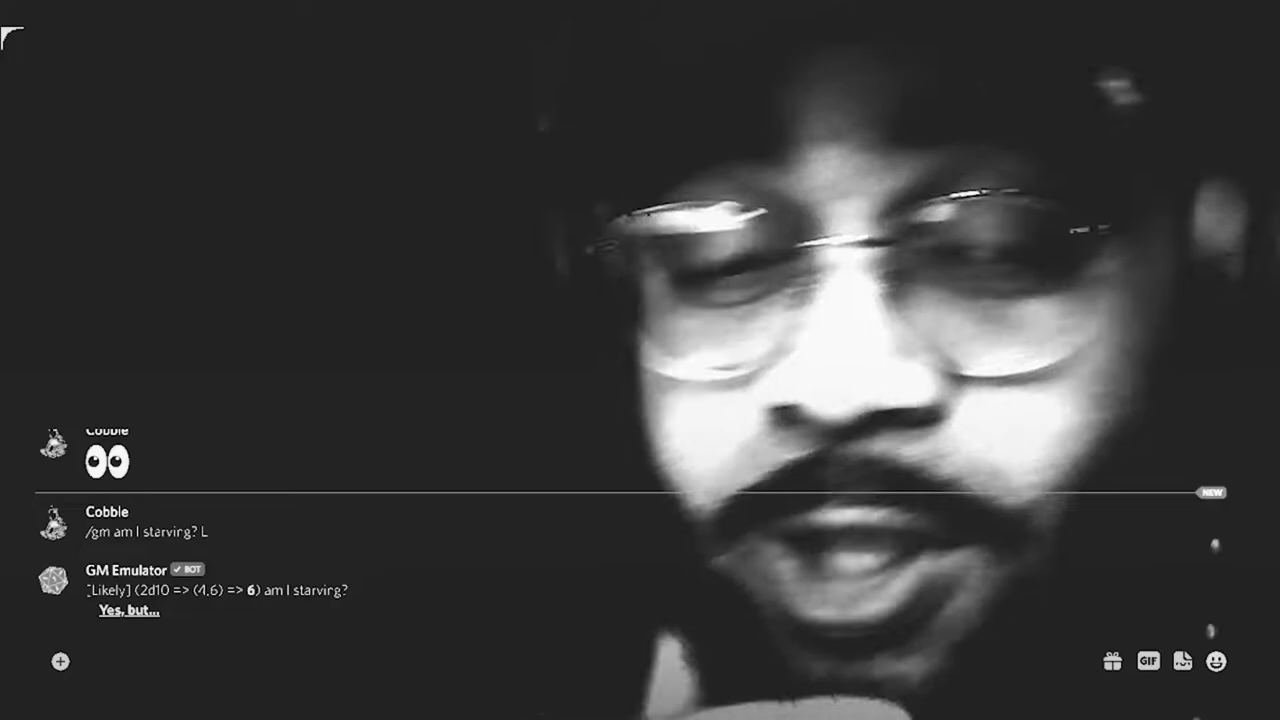 Cobble
NEW
Cobble
/gm am I starving? L
GM Emulator ✓ BOT
[Likely] (2d10 => (4,6) => 6) am I starving?
Yes, but...
GIF